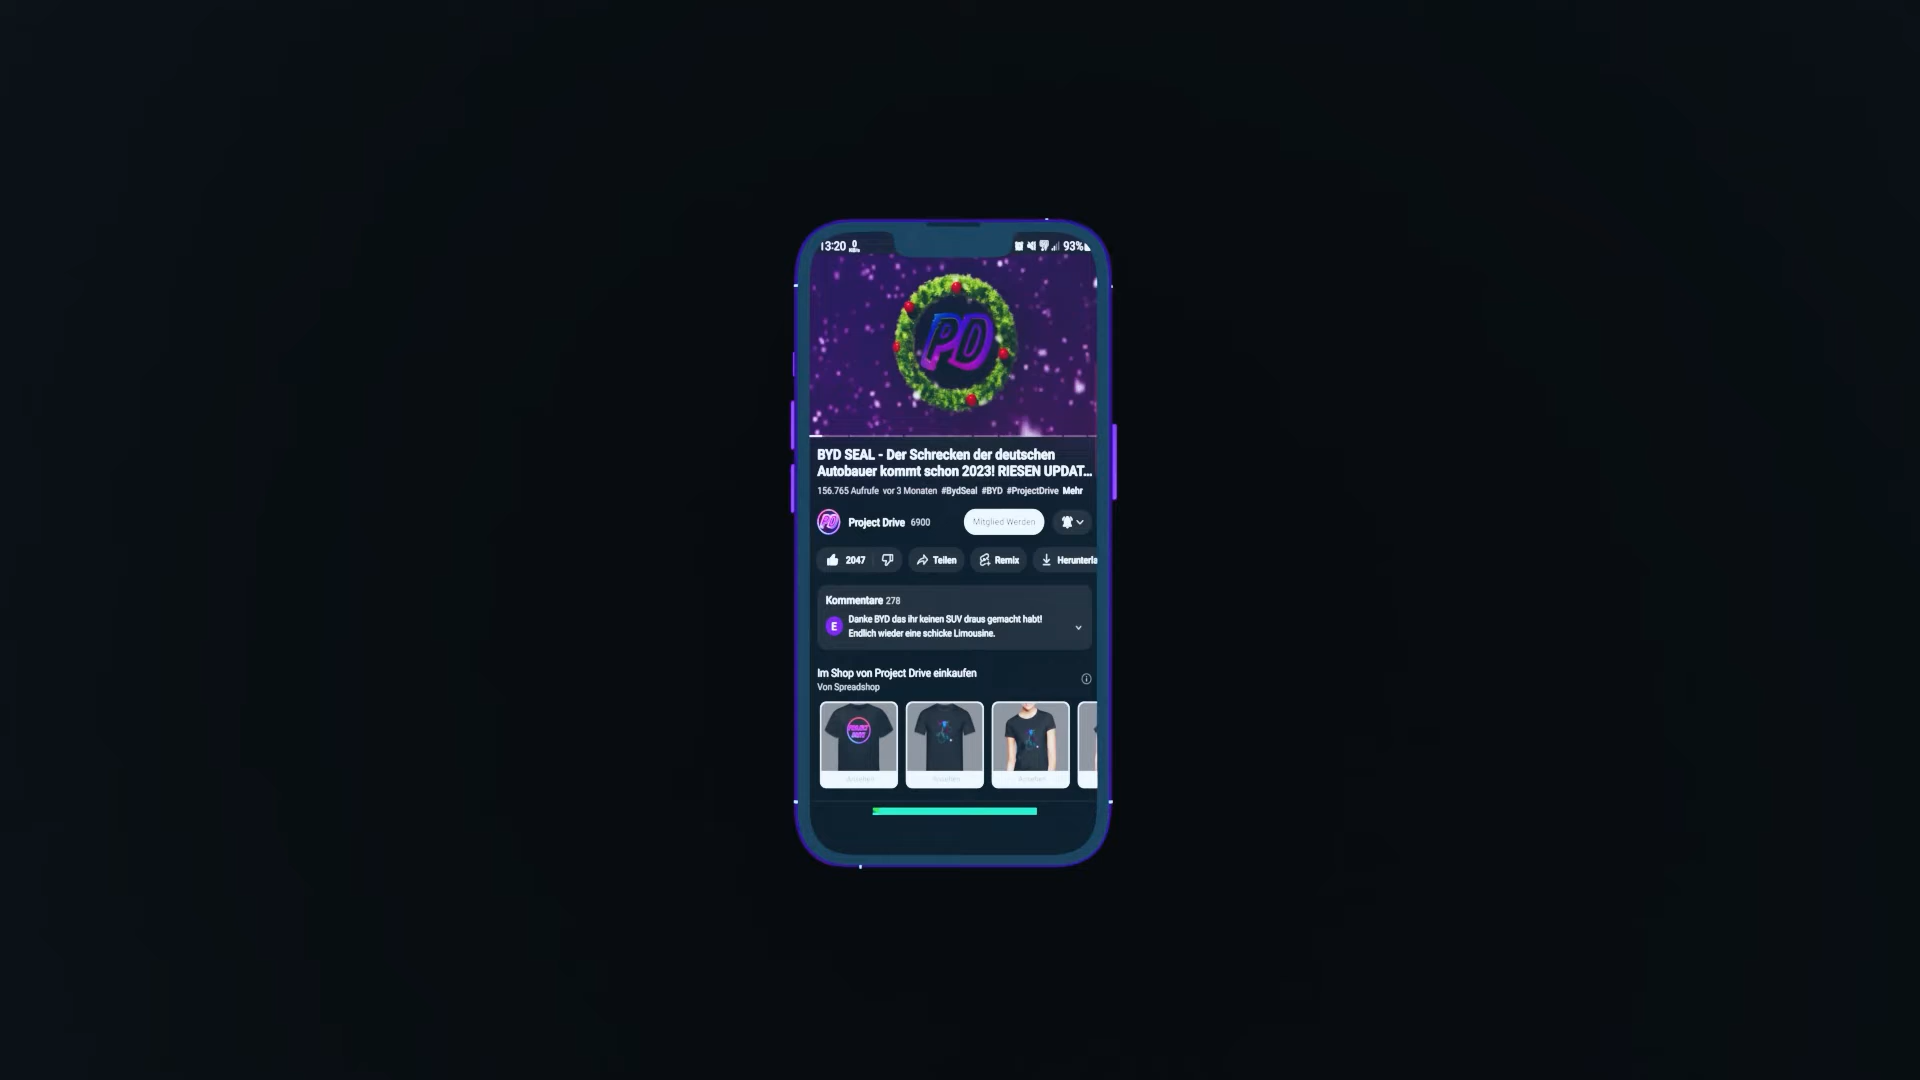 13:20 0 93%
PD
BYD SEAL - Der Schrecken der deutschen
Autobauer kommt schon 2023! RIESEN UPDAT...
156.765 Aufrufe vor 3 Monaten #BydSeal #BYD #ProjectDrive Mehr
PD Project Drive 6900 Mitglied Werden
2047 Teilen Remix Herunterla
Kommentare 278
E Danke BYD das ihr keinen SUV draus gemacht habt!
Endlich wieder eine schicke Limousine.
Im Shop von Project Drive einkaufen
Von Spreadshop